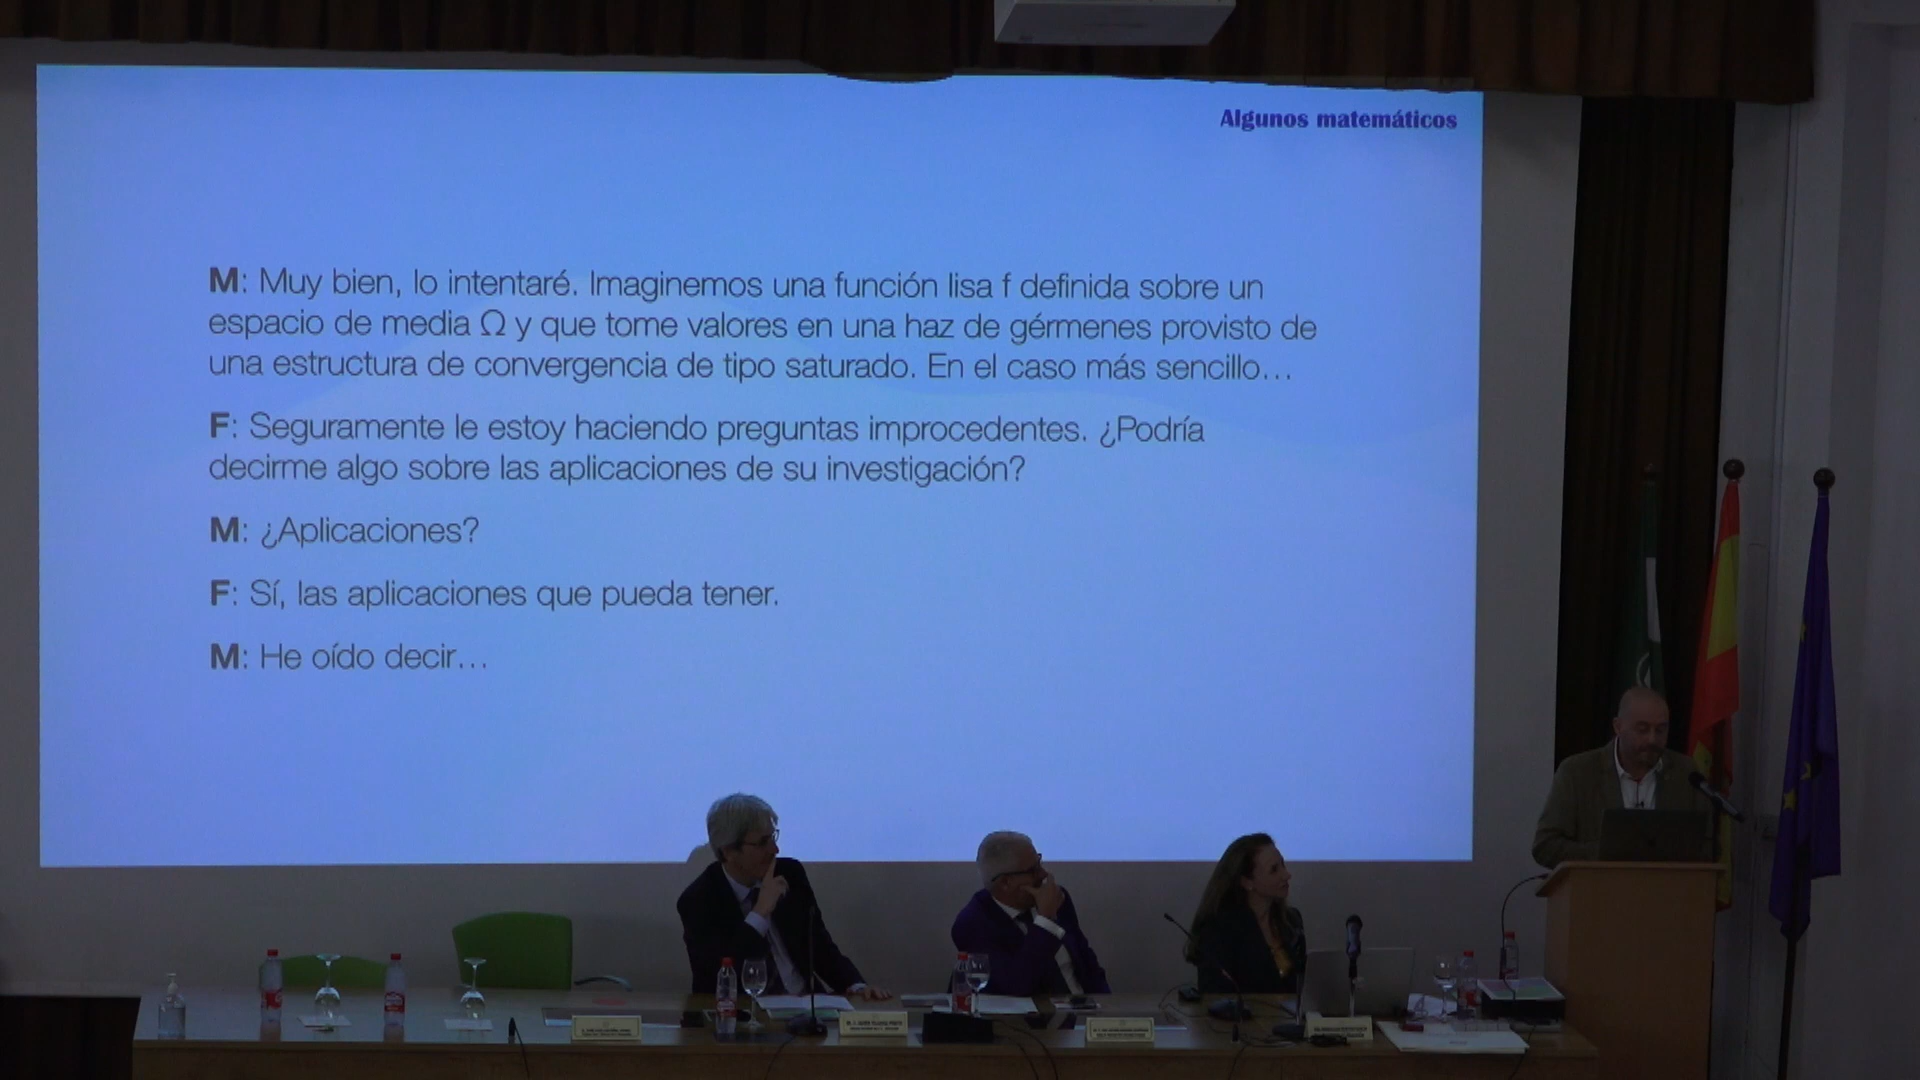 Algunos matemáticos
M: Muy bien, lo intentaré. Imaginemos una función lisa f definida sobre un
espacio de media Ω y que tome valores en una haz de gérmenes provisto de
una estructura de convergencia de tipo saturado. En el caso más sencillo…
F: Seguramente le estoy haciendo preguntas improcedentes. ¿Podría
decirme algo sobre las aplicaciones de su investigación?
M: ¿Aplicaciones?
F: Sí, las aplicaciones que pueda tener.
M: He oído decir…